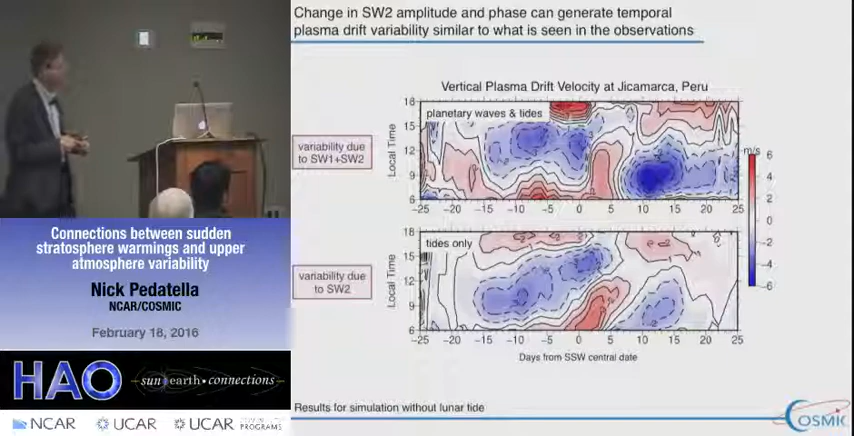 Change in SW2 amplitude and phase can generate temporal
plasma drift variability similar to what is seen in the observations
Vertical Plasma Drift Velocity at Jicamarca, Peru
planetary waves & tides
variability due
to SW1+SW2
Local Time
18
15
12
9
6
-25 -20 -15 -10 -5 0 5 10 15 20 25
m/s
6
4
2
0
-2
-4
-6
tides only
variability due
to SW2
Local Time
18
15
12
9
6
-25 -20 -15 -10 -5 0 5 10 15 20 25
Days from SSW central date
Results for simulation without lunar tide
COSMIC
Connections between sudden
stratosphere warmings and upper
atmosphere variability
Nick Pedatella
NCAR/COSMIC
February 18, 2016
HAO
sun earth • connections
NCAR
UCAR
UCAR
PROGRAMS